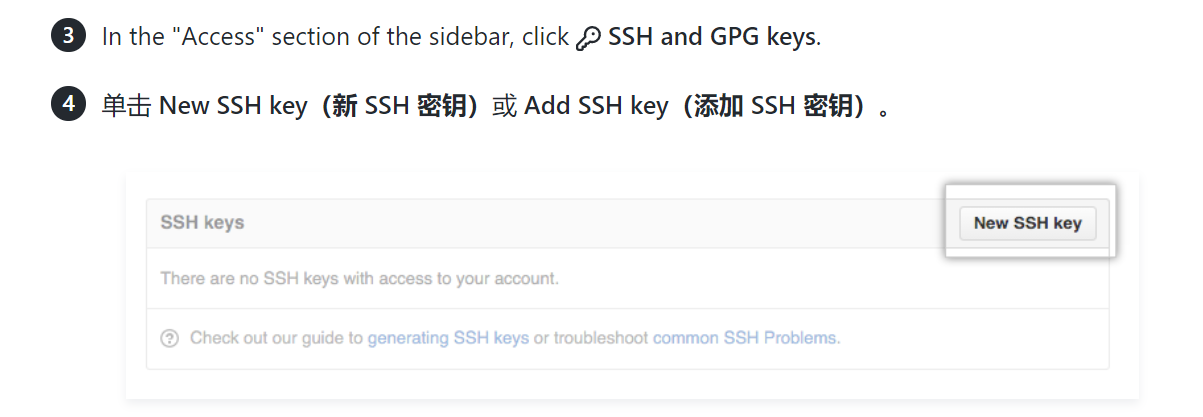 3 In the "Access" section of the sidebar, click SSH and GPG keys.
4 单击 New SSH key（新 SSH 密钥）或 Add SSH key（添加 SSH 密钥）。
SSH keys
New SSH key
There are no SSH keys with access to your account.
? Check out our guide to generating SSH keys or troubleshoot common SSH Problems.